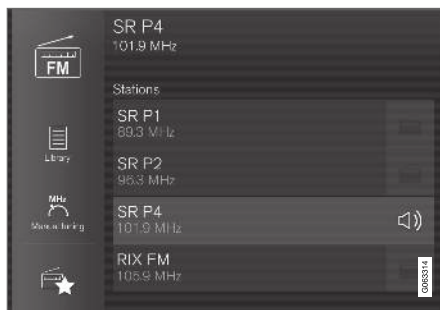 FM
Library
MHz
Manual tuning
SR P4
101.9 MHz
Stations
SR P1
89.3 MHz
SR P2
96.3 MHz
SR P4
101.9 MHz
RIX FM
105.9 MHz
G063314